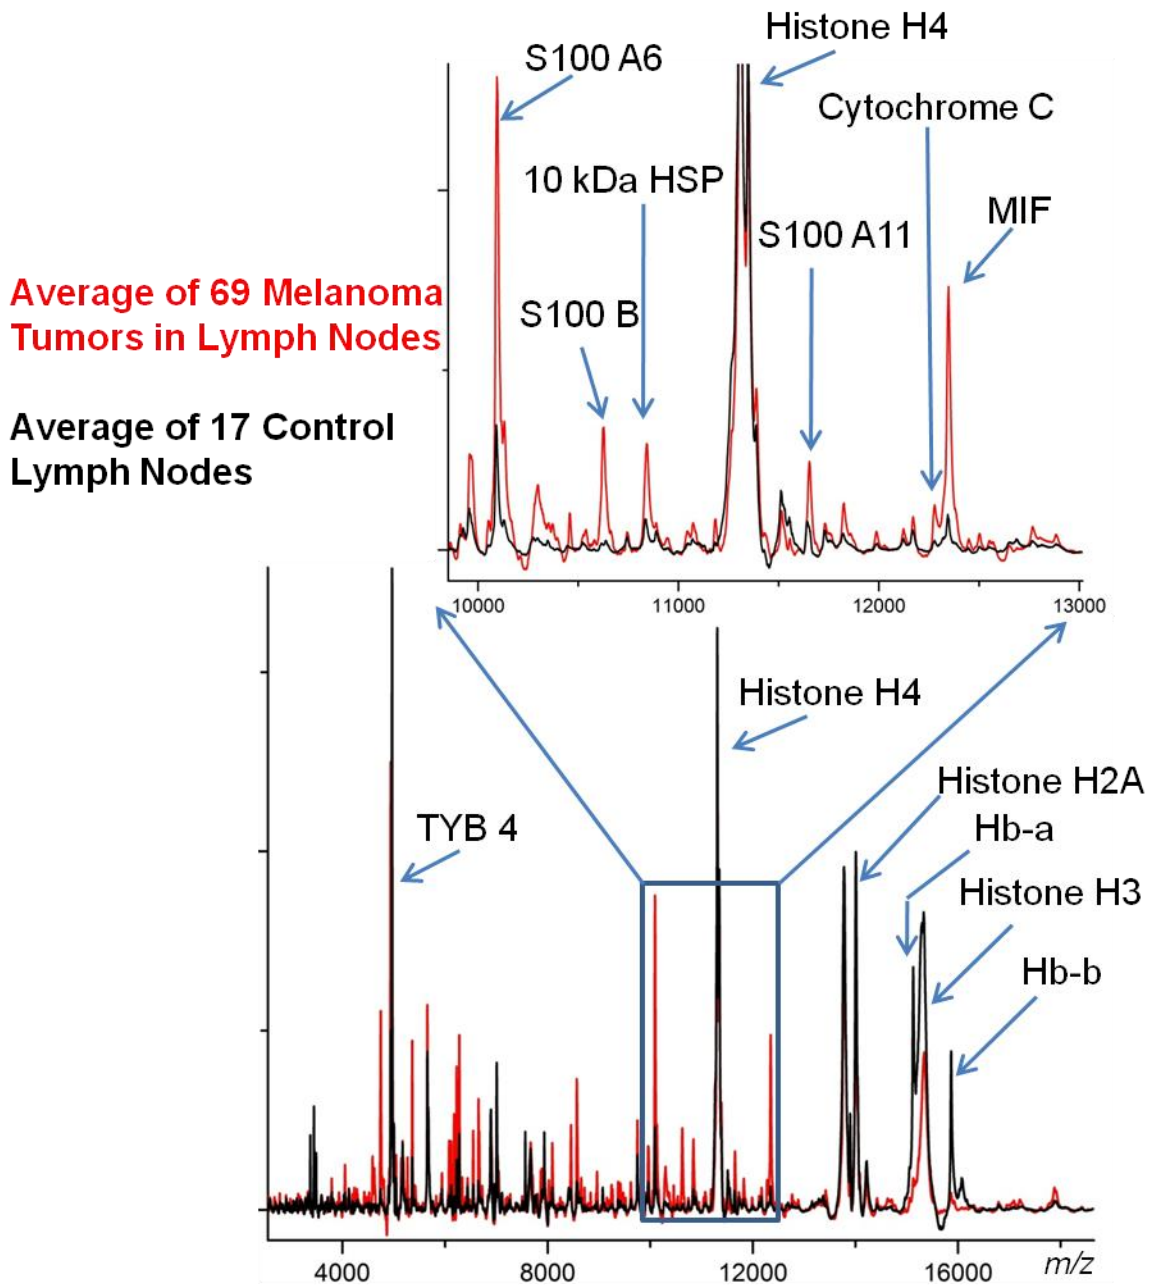 Histone H4
S100 A6
Cytochrome C
10 kDa HSP
MIF
S100 A11
Average of 69 Melanoma
Tumors in Lymph Nodes
S100 B
Average of 17 Control
Lymph Nodes
10000 11000 12000 13000
Histone H4
Histone H2A
TYB 4
Hb-a
Histone H3
Hb-b
4000 8000 12000 16000 m/z